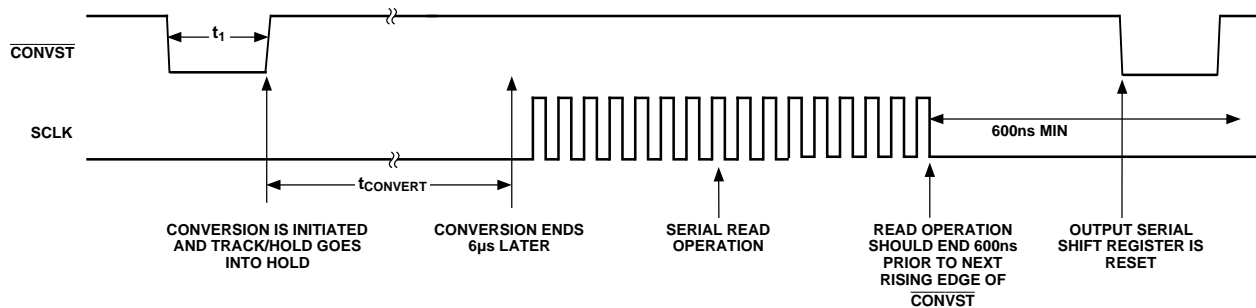 t1
CONVST
SCLK
600ns MIN
tCONVERT
CONVERSION IS INITIATED
AND TRACK/HOLD GOES
INTO HOLD
CONVERSION ENDS
6µs LATER
SERIAL READ
OPERATION
READ OPERATION
SHOULD END 600ns
PRIOR TO NEXT
RISING EDGE OF
CONVST
OUTPUT SERIAL
SHIFT REGISTER IS
RESET